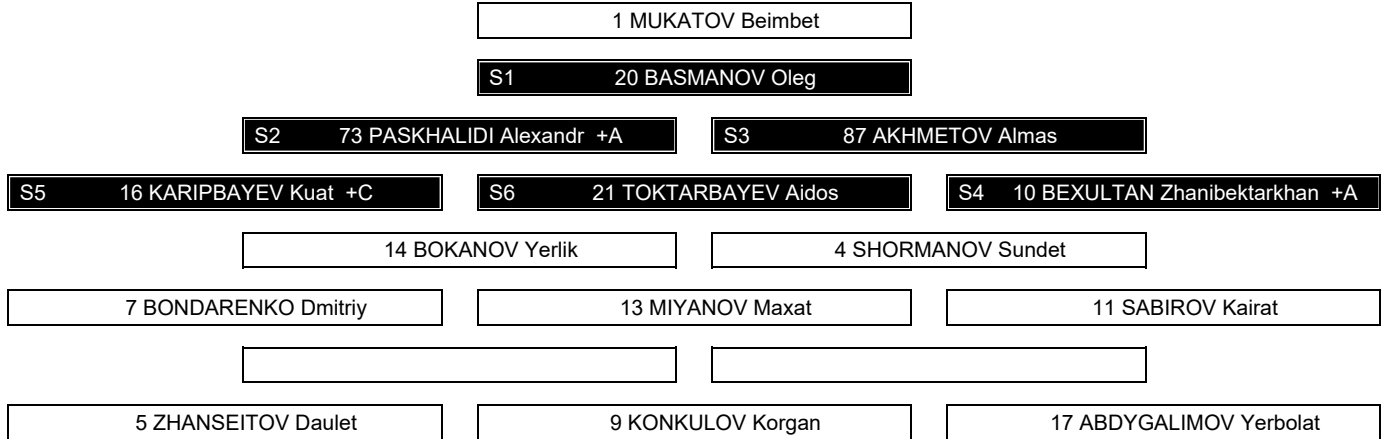 1 MUKATOV Beimbet
S1 20 BASMANOV Oleg
S2 73 PASKHALIDI Alexandr +A
S3 87 AKHMETOV Almas
S5 16 KARIPBAYEV Kuat +C
S6 21 TOKTARBAYEV Aidos
S4 10 BEXULTAN Zhanibektarkhan +A
14 BOKANOV Yerlik
4 SHORMANOV Sundet
7 BONDARENKO Dmitriy
13 MIYANOV Maxat
11 SABIROV Kairat
5 ZHANSEITOV Daulet
9 KONKULOV Korgan
17 ABDYGALIMOV Yerbolat